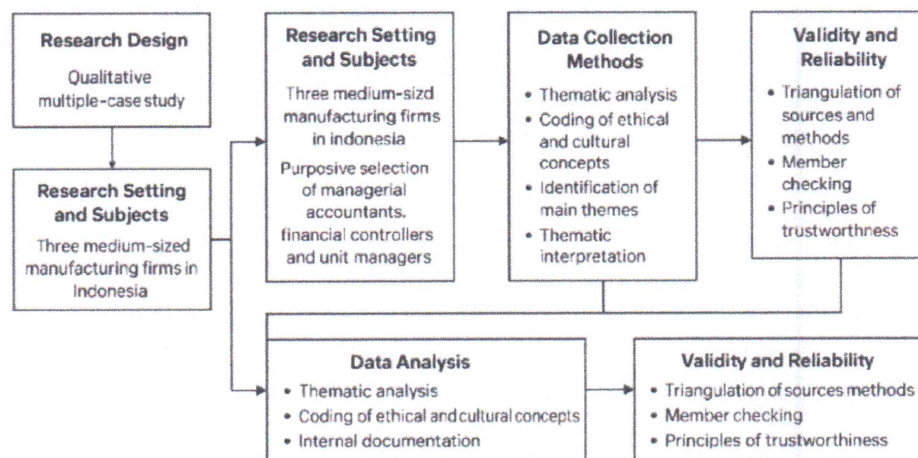 Research Design
Qualitative
multiple-case study
Research Setting
and Subjects
Three medium-sized
manufacturing firms in
Indonesia
Research Setting
and Subjects
Three medium-sizd
manufacturing firms
in indonesia
Purposive selection
of managerial
accountants.
financial controllers
and unit managers
Data Collection
Methods
• Thematic analysis
• Coding of ethical
and cultural
concepts
• Identification of
main themes
• Thematic
interpretation
Validity and
Reliability
• Triangulation of
sources and
methods
• Member
checking
• Principles of
trustworthness
Data Analysis
• Thematic analysis
• Coding of ethical and cultural concepts
• Internal documentation
Validity and Reliability
• Triangulation of sources methods
• Member checking
• Principles of trustworthiness